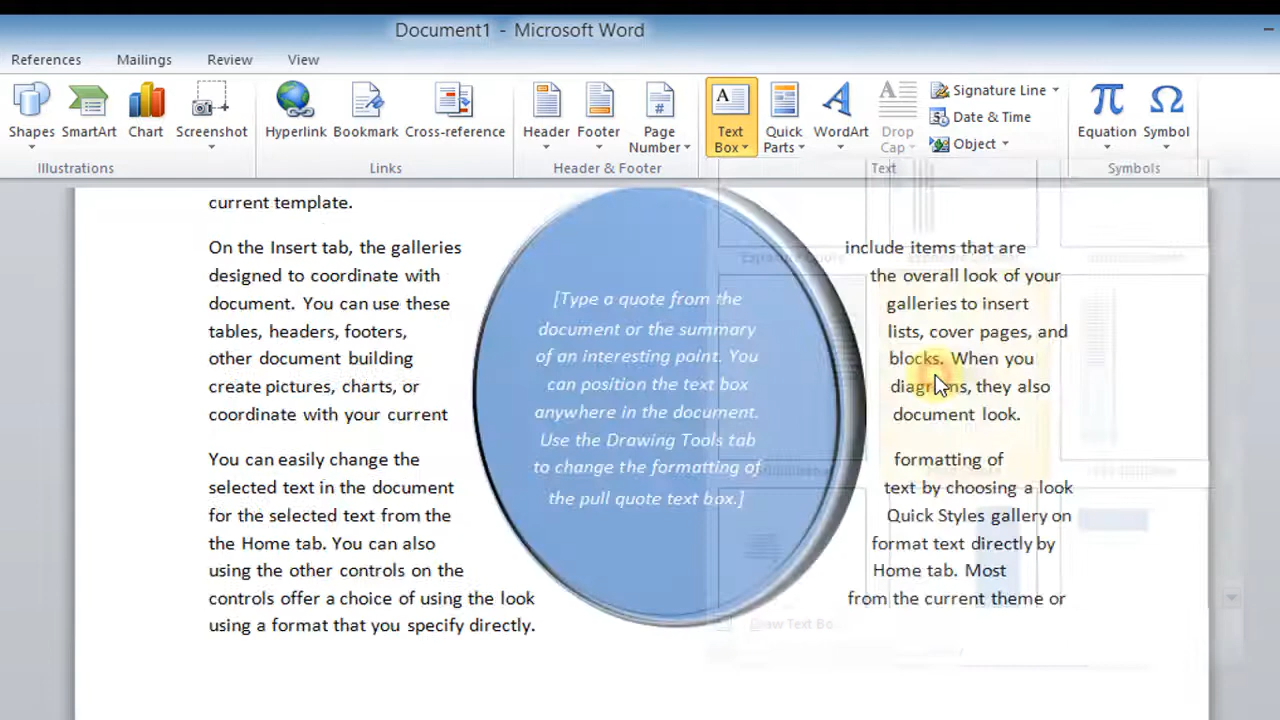 Document1 - Microsoft Word
References Mailings Review View
Shapes SmartArt Chart Screenshot Hyperlink Bookmark Cross-reference Header Footer Page Number Text Box Quick Parts WordArt Drop Cap Signature Line Date & Time Object Equation Symbol
Illustrations Links Header & Footer Text Symbols
current template.
On the Insert tab, the galleries include items that are
designed to coordinate with the overall look of your
document. You can use these galleries to insert
tables, headers, footers, lists, cover pages, and
other document building blocks. When you
create pictures, charts, or diagrams, they also
coordinate with your current document look.
You can easily change the formatting of
selected text in the document text by choosing a look
for the selected text from the Quick Styles gallery on
the Home tab. You can also format text directly by
using the other controls on the Home tab. Most
controls offer a choice of using the look from the current theme or
using a format that you specify directly.
[Type a quote from the
document or the summary
of an interesting point. You
can position the text box
anywhere in the document.
Use the Drawing Tools tab
to change the formatting of
the pull quote text box.]
Draw Text Bo